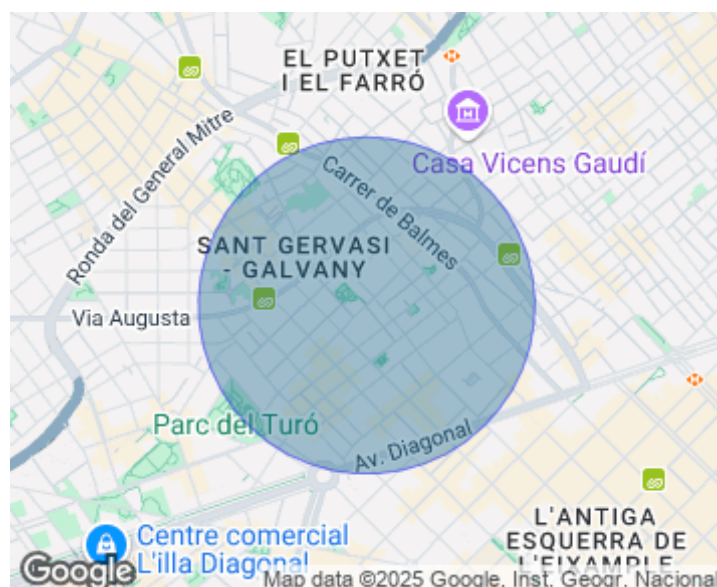 EL PUTXET
I EL FARRÓ
Casa Vicens Gaudí
Ronda del General Mitre
Carrer de Balmes
SANT GERVASI
- GALVANY
Via Augusta
Parc del Turó
Av. Diagonal
L'ANTIGA
ESQUERRA DE
L'EIXAMPLE
Centre comercial
L'illa Diagonal
Google
Map data ©2025 Google, Inst. Geogr. Nacional